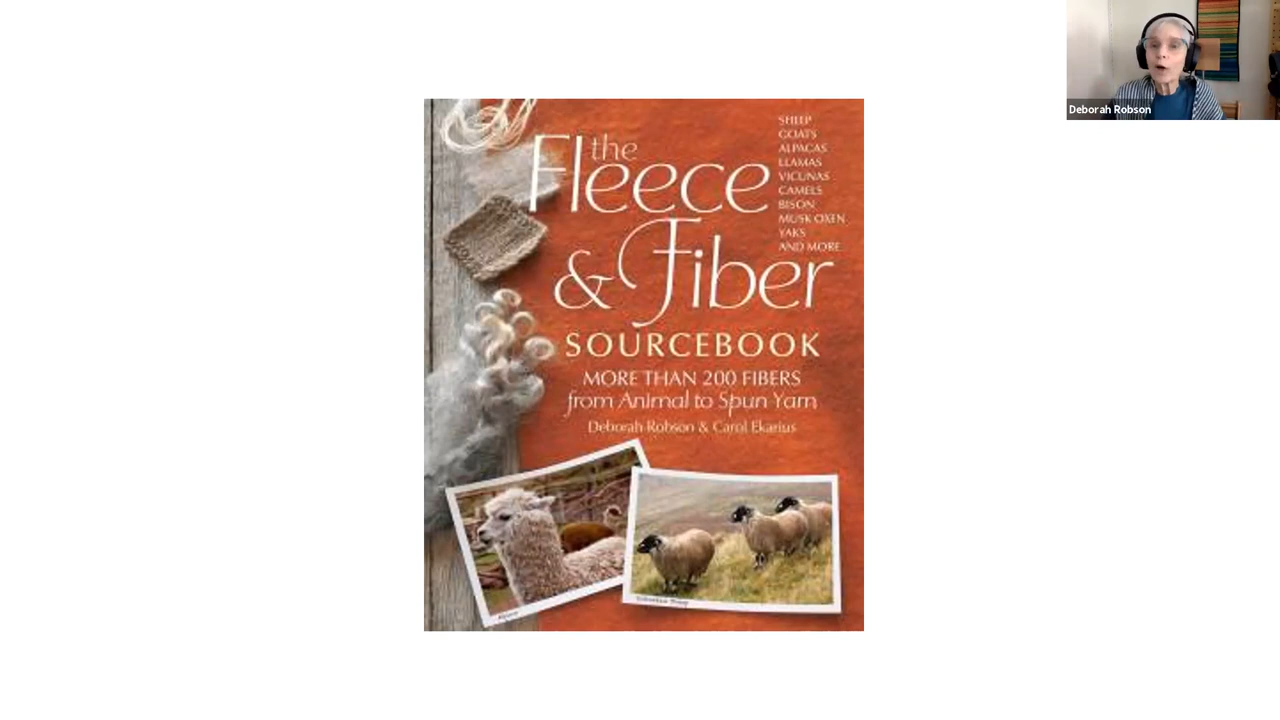 the
Fleece
& Fiber
SOURCEBOOK
MORE THAN 200 FIBERS
from Animal to Spun Yarn
Deborah Robson & Carol Ekarius
SHEEP
GOATS
ALPACAS
LLAMAS
VICUNAS
CAMELS
BISON
MUSK OXEN
YAKS
AND MORE
Deborah Robson